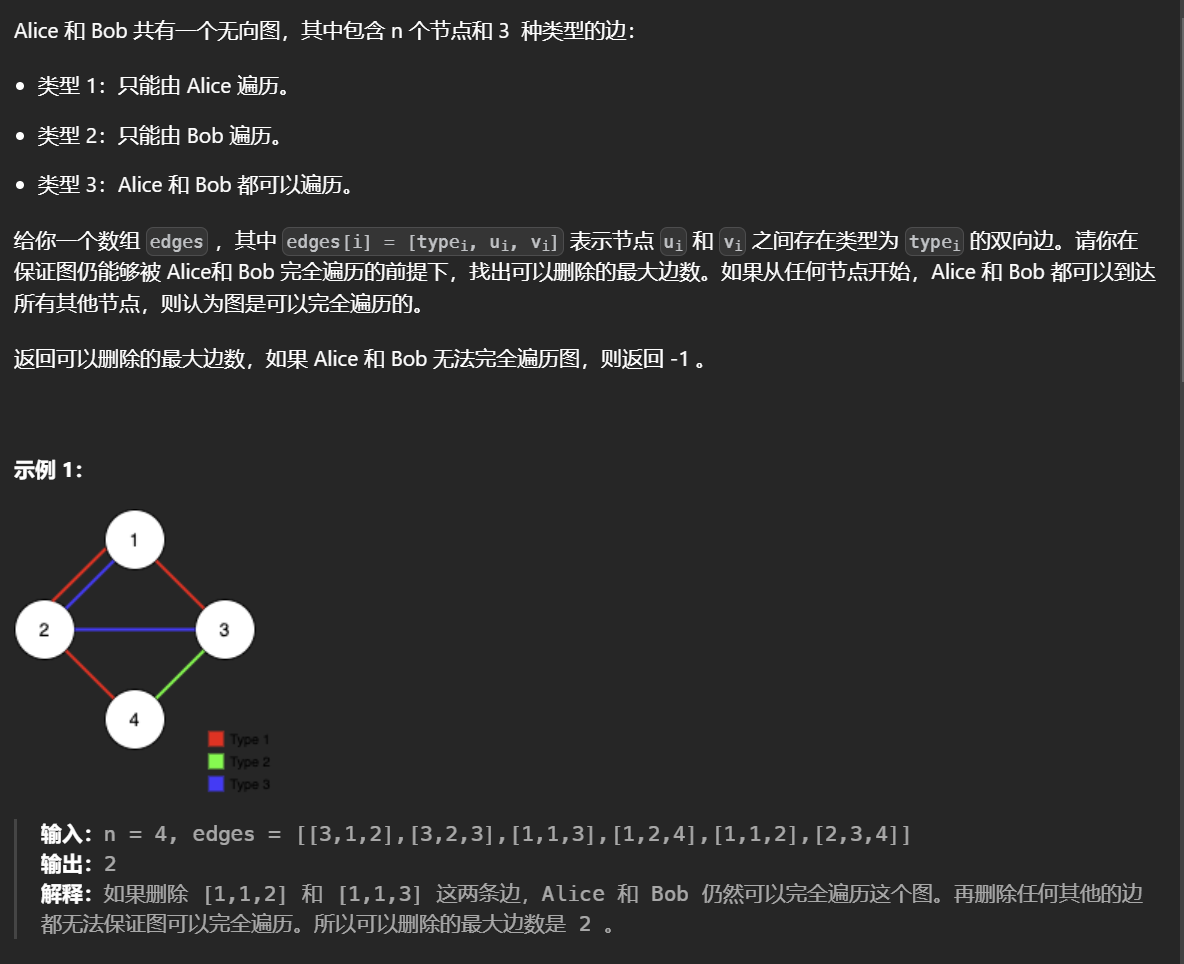 Alice 和 Bob 共有一个无向图，其中包含 n 个节点和 3 种类型的边：
• 类型 1：只能由 Alice 遍历。
• 类型 2：只能由 Bob 遍历。
• 类型 3：Alice 和 Bob 都可以遍历。
给你一个数组 edges ，其中 edges[i] = [typeᵢ, uᵢ, vᵢ] 表示节点 uᵢ 和 vᵢ 之间存在类型为 typeᵢ 的双向边。请你在
保证图仍能够被 Alice和 Bob 完全遍历的前提下，找出可以删除的最大边数。如果从任何节点开始，Alice 和 Bob 都可以到达
所有其他节点，则认为图是可以完全遍历的。
返回可以删除的最大边数，如果 Alice 和 Bob 无法完全遍历图，则返回 -1 。
示例 1：
1
2
3
4
Type 1
Type 2
Type 3
输入：n = 4, edges = [[3,1,2],[3,2,3],[1,1,3],[1,2,4],[1,1,2],[2,3,4]]
输出：2
解释：如果删除 [1,1,2] 和 [1,1,3] 这两条边，Alice 和 Bob 仍然可以完全遍历这个图。再删除任何其他的边
都无法保证图可以完全遍历。所以可以删除的最大边数是 2 。